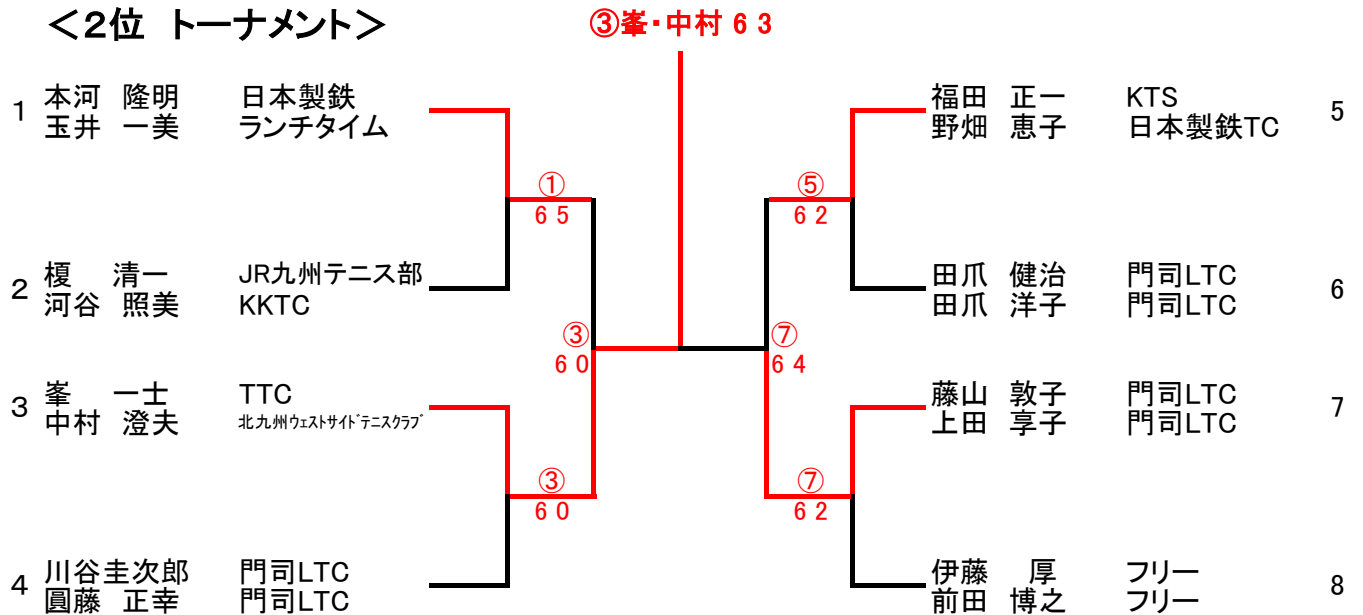 ＜2位 トーナメント＞
③峯・中村 6 3
1 本河 隆明 日本製鉄
玉井 一美 ランチタイム
福田 正一 KTS 5
野畑 恵子 日本製鉄TC
① ⑤
6 5 6 2
2 榎 清一 JR九州テニス部
河谷 照美 KKTC
田爪 健治 門司LTC 6
田爪 洋子 門司LTC
③ ⑦
6 0 6 4
3 峯 一士 TTC
中村 澄夫 北九州ウェストサイドテニスクラブ
藤山 敦子 門司LTC 7
上田 享子 門司LTC
③ ⑦
6 0 6 2
4 川谷圭次郎 門司LTC
圓藤 正幸 門司LTC
伊藤 厚 フリー 8
前田 博之 フリー